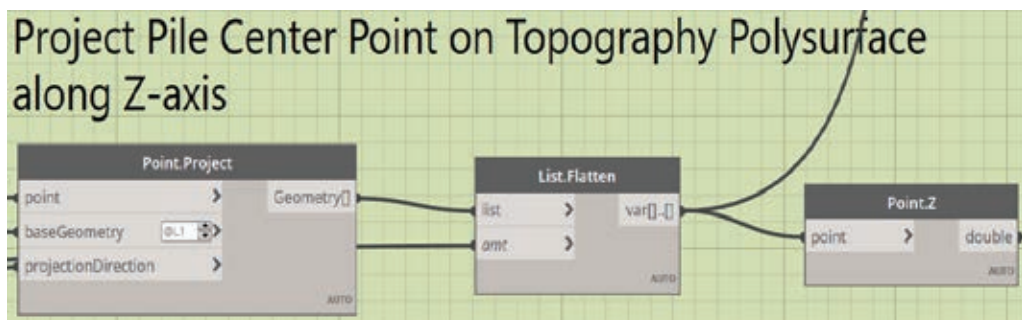 Project Pile Center Point on Topography Polysurface
along Z-axis
Point.Project
point > Geometry[]
baseGeometry @L1 >
projectionDirection >
AUTO
List.Flatten
list > var[]..[]
amt >
AUTO
Point.Z
point > double
AUTO